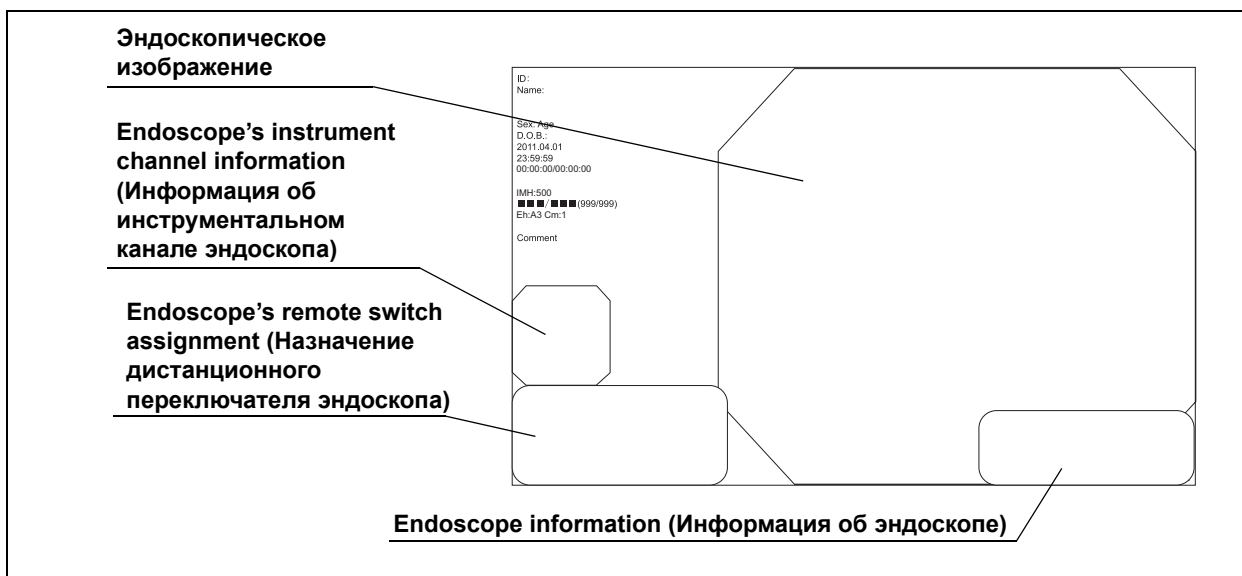 Эндоскопическое
изображение
Endoscope’s instrument
channel information
(Информация об
инструментальном
канале эндоскопа)
Endoscope’s remote switch
assignment (Назначение
дистанционного
переключателя эндоскопа)
ID:
Name:
Sex: Age
D.O.B.:
2011.04.01
23:59:59
00:00:00/00:00:00
IMH:500
■■■/■■■(999/999)
Eh:A3 Cm:1
Comment
Endoscope information (Информация об эндоскопе)